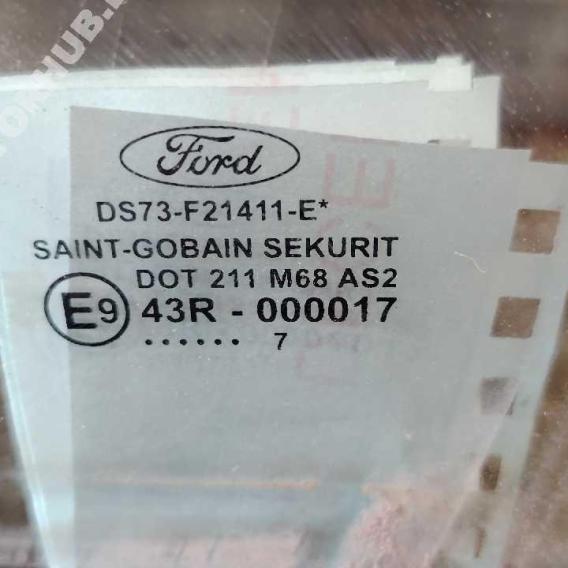 Ford
DS73-F21411-E*
SAINT-GOBAIN SEKURIT
DOT 211 M68 AS2
E9 43R - 000017
...... 7